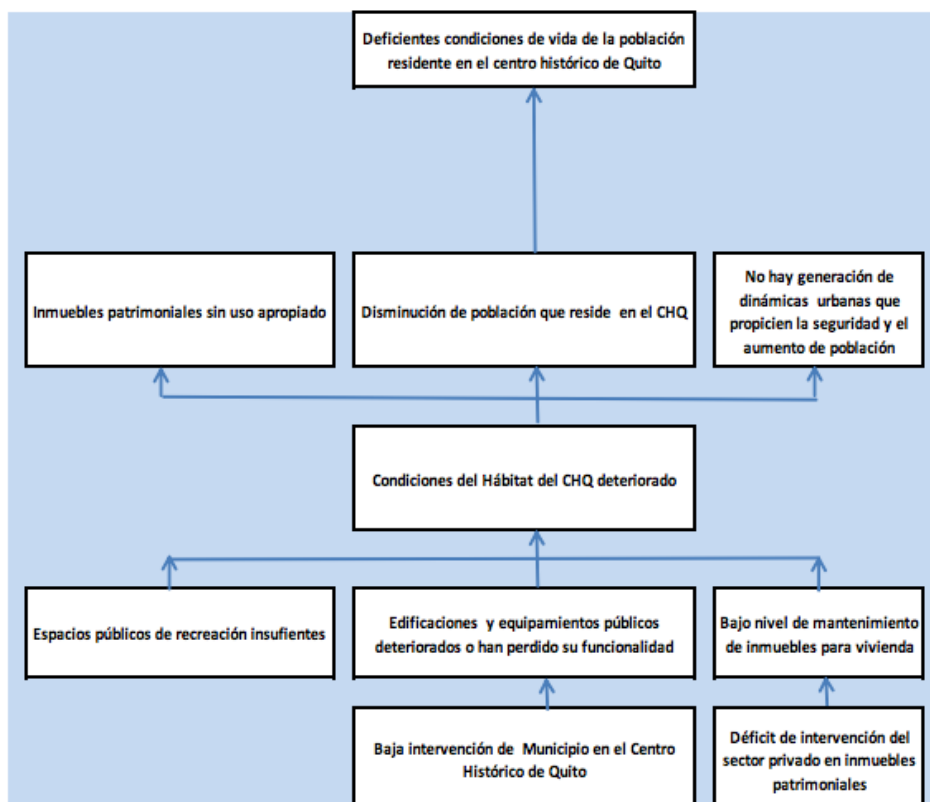 Deficientes condiciones de vida de la población
residente en el centro histórico de Quito
Inmuebles patrimoniales sin uso apropiado
Disminución de población que reside en el CHQ
No hay generación de
dinámicas urbanas que
propicien la seguridad y el
aumento de población
Condiciones del Hábitat del CHQ deteriorado
Espacios públicos de recreación insufientes
Edificaciones y equipamientos públicos
deteriorados o han perdido su funcionalidad
Bajo nivel de mantenimiento
de inmuebles para vivienda
Baja intervención de Municipio en el Centro
Histórico de Quito
Déficit de intervención del
sector privado en inmuebles
patrimoniales